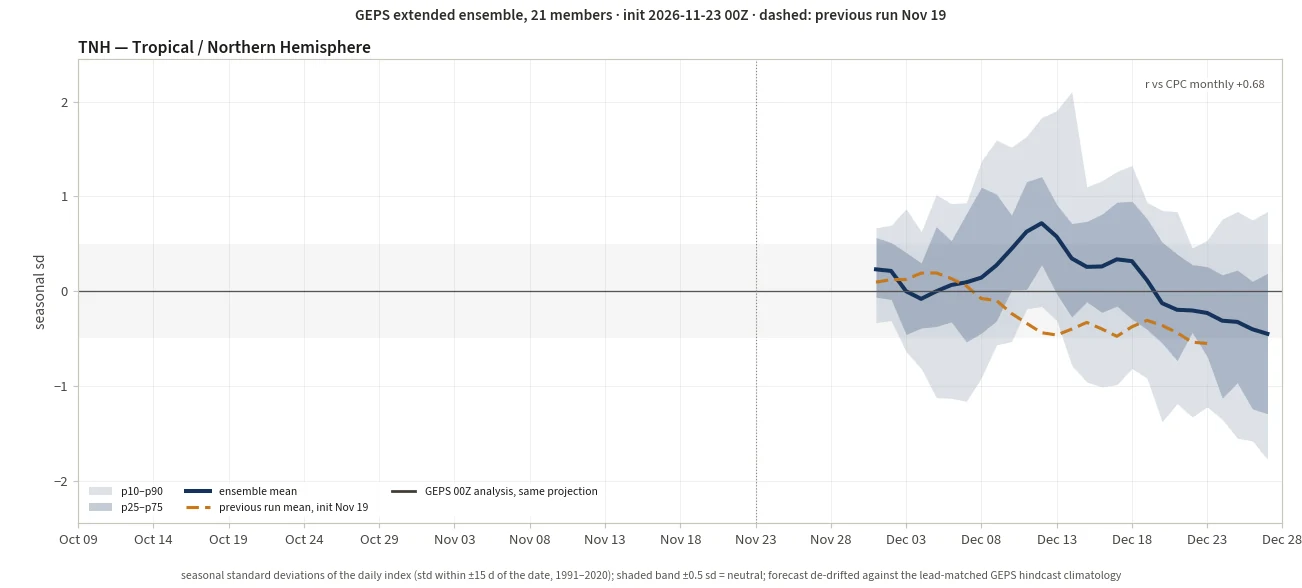 GEPS extended ensemble, 21 members · init 2026-11-23 00Z · dashed: previous run Nov 19
TNH — Tropical / Northern Hemisphere
r vs CPC monthly +0.68
seasonal sd
2
1
0
−1
−2
p10–p90
p25–p75
ensemble mean
previous run mean, init Nov 19
GEPS 00Z analysis, same projection
Oct 09 Oct 14 Oct 19 Oct 24 Oct 29 Nov 03 Nov 08 Nov 13 Nov 18 Nov 23 Nov 28 Dec 03 Dec 08 Dec 13 Dec 18 Dec 23 Dec 28
seasonal standard deviations of the daily index (std within ±15 d of the date, 1991–2020); shaded band ±0.5 sd = neutral; forecast de-drifted against the lead-matched GEPS hindcast climatology